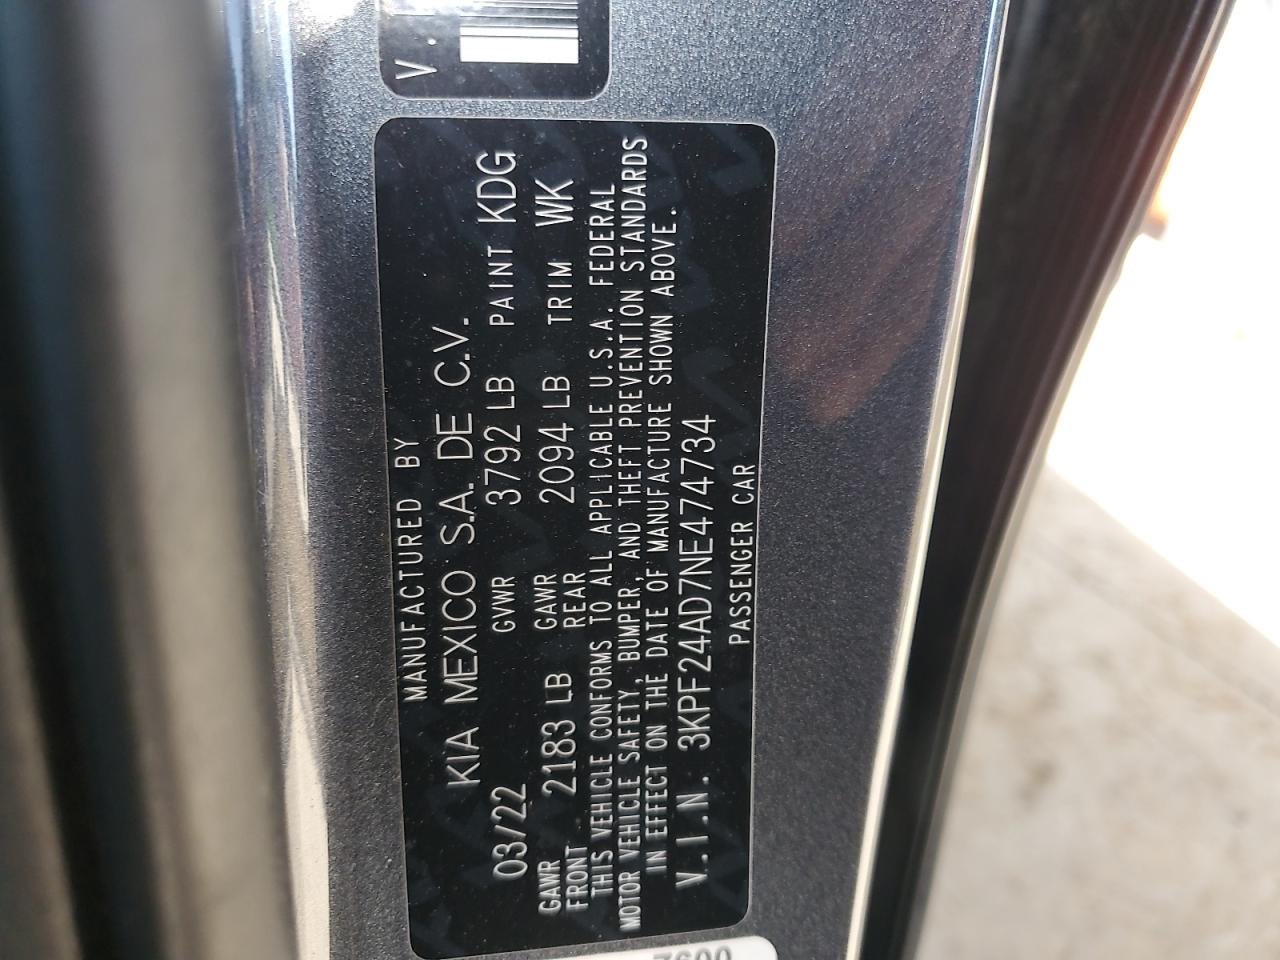 V.
MANUFACTURED BY
KIA MEXICO S.A. DE C.V.
03/22 GVWR 3792 LB PAINT KDG
GAWR FRONT 2183 LB GAWR REAR 2094 LB TRIM WK
THIS VEHICLE CONFORMS TO ALL APPLICABLE U.S.A. FEDERAL
MOTOR VEHICLE SAFETY, BUMPER, AND THEFT PREVENTION STANDARDS
IN EFFECT ON THE DATE OF MANUFACTURE SHOWN ABOVE.
V.I.N. 3KPF24AD7NE474734
PASSENGER CAR